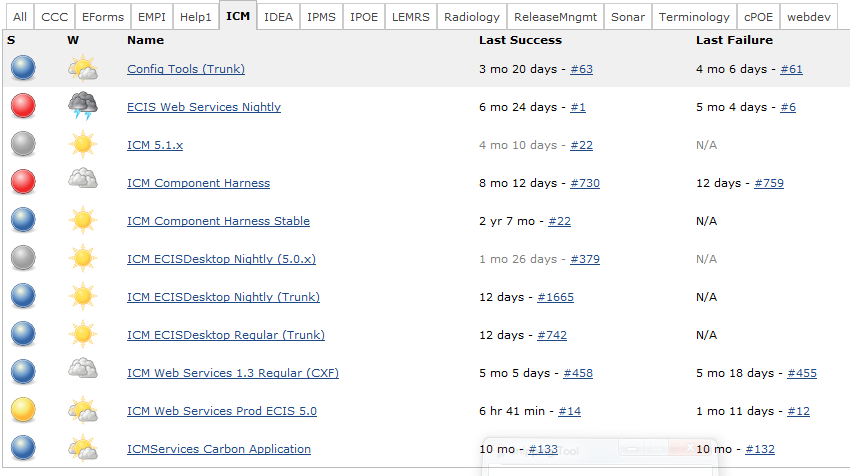 All CCC EForms EMPI Help1 ICM IDEA IPMS IPOE LEMRS Radiology ReleaseMngmt Sonar Terminology cPOE webdev
S W Name Last Success Last Failure
Config Tools (Trunk) 3 mo 20 days - #63 4 mo 6 days - #61
ECIS Web Services Nightly 6 mo 24 days - #1 5 mo 4 days - #6
ICM 5.1.x 4 mo 10 days - #22 N/A
ICM Component Harness 8 mo 12 days - #730 12 days - #759
ICM Component Harness Stable 2 yr 7 mo - #22 N/A
ICM ECISDesktop Nightly (5.0.x) 1 mo 26 days - #379 N/A
ICM ECISDesktop Nightly (Trunk) 12 days - #1665 N/A
ICM ECISDesktop Regular (Trunk) 12 days - #742 N/A
ICM Web Services 1.3 Regular (CXF) 5 mo 5 days - #458 5 mo 18 days - #455
ICM Web Services Prod ECIS 5.0 6 hr 41 min - #14 1 mo 11 days - #12
ICMServices Carbon Application 10 mo - #133 10 mo - #132